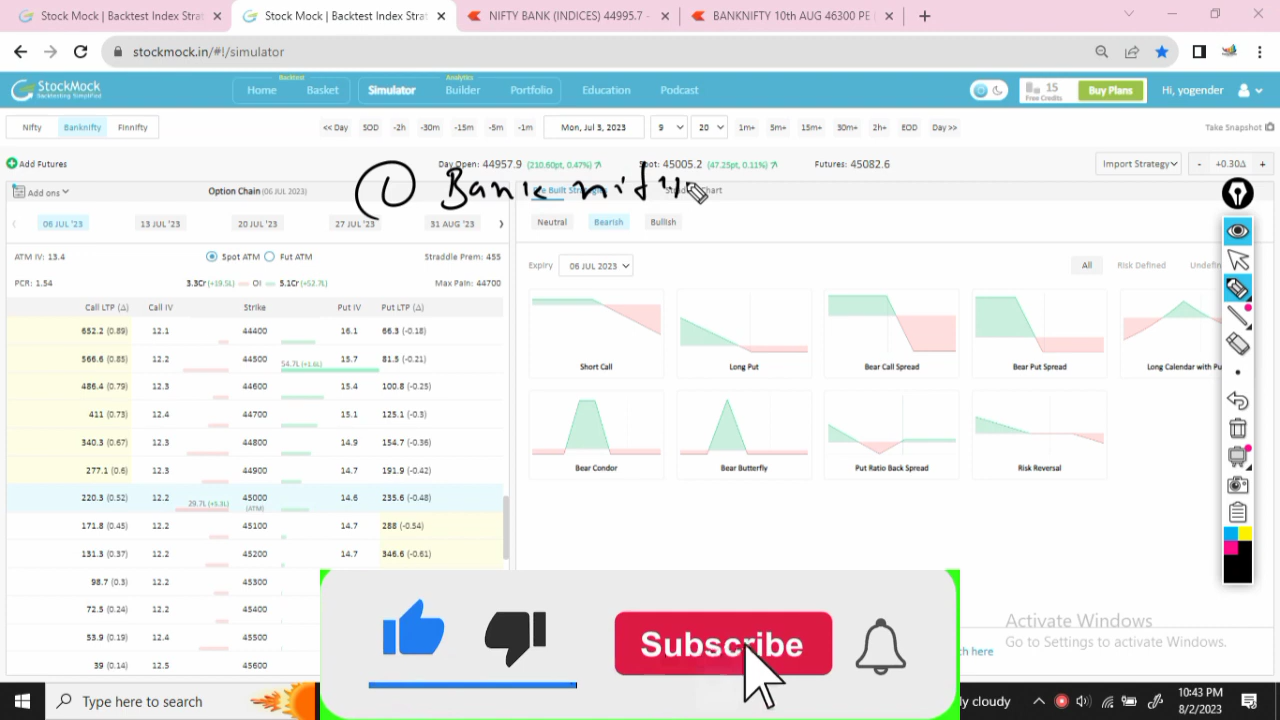 Stock Mock | Backtest Index Strat
Stock Mock | Backtest Index Strat
NIFTY BANK (INDICES) 44995.7 -
BANKNIFTY 10th AUG 46300 PE
stockmock.in/#!/simulator
StockMock
Backtesting Simplified
Backtest
Home
Basket
Simulator
Analytics
Builder
Portfolio
Education
Podcast
15
Free Credits
Buy Plans
Hi, yogender
Nifty
Banknifty
Finnifty
<< Day
SOD
-2h
-30m
-15m
-5m
-1m
Mon, Jul 3, 2023
9
20
1m+
5m+
15m+
30m+
2h+
EOD
Day >>
Take Snapshot
Add Futures
Day Open: 44957.9 (210.60pt, 0.47%)
Spot: 45005.2 (47.25pt, 0.11%)
Futures: 45082.6
Import Strategy
- +0.30Δ +
① Bank nifty
Add ons
Option Chain (06 JUL 2023)
06 JUL '23
13 JUL '23
20 JUL '23
27 JUL '23
31 AUG '23
Neutral
Bearish
Bullish
ATM IV: 13.4
Spot ATM
Fut ATM
Straddle Prem: 455
Expiry
06 JUL 2023
All
Risk Defined
PCR: 1.54
3.3Cr (+19.5L) OI 5.1Cr (+52.7L)
Max Pain: 44700
Call LTP (Δ) Call IV Strike Put IV Put LTP (Δ)
652.2 (0.89) 12.1 44400 16.1 66.3 (-0.18)
566.6 (0.85) 12.2 44500 54.7L (+1.6L) 15.7 81.5 (-0.21)
486.4 (0.79) 12.3 44600 15.4 100.8 (-0.25)
411 (0.73) 12.4 44700 15.1 125.1 (-0.3)
340.3 (0.67) 12.3 44800 14.9 154.7 (-0.36)
277.1 (0.6) 12.3 44900 14.7 191.9 (-0.42)
220.3 (0.52) 12.2 29.7L (+3.3L) 45000 14.6 235.6 (-0.48)
(ATM)
171.8 (0.45) 12.2 45100 14.7 288 (-0.54)
131.3 (0.37) 12.2 45200 14.7 346.6 (-0.61)
98.7 (0.3) 12.2 45300
72.5 (0.24) 12.2 45400
53.9 (0.19) 12.4 45500
39 (0.14) 12.5 45600
Short Call
Long Put
Bear Call Spread
Bear Put Spread
Long Calendar with Pu
Bear Condor
Bear Butterfly
Put Ratio Back Spread
Risk Reversal
Subscribe
Activate Windows
Go to Settings to activate Windows.
here
Type here to search
cloudy
10:43 PM
8/2/2023